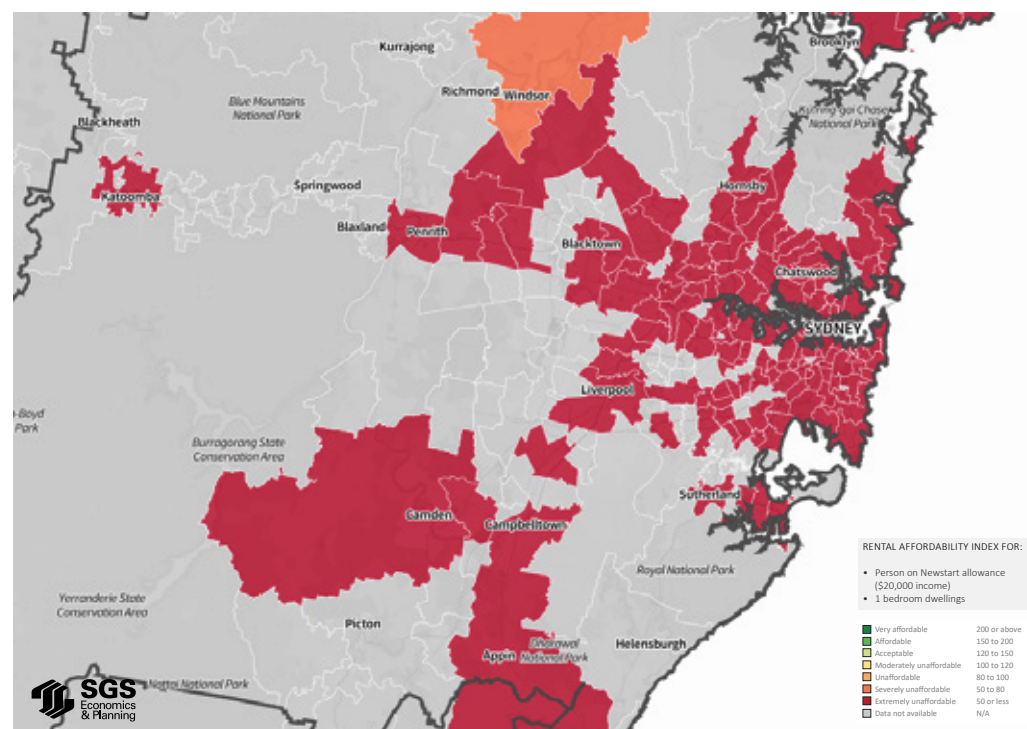 Kurrajong
Brooklyn
Richmond
Windsor
Blue Mountains
National Park
Ku-ring-gai Chase
National Park
Blackheath
Katoomba
Springwood
Hornsby
Blaxland
Penrith
Blacktown
Chatswood
SYDNEY
Liverpool
-Boyd
Park
Burragorang State
Conservation Area
Sutherland
Camden
Campbelltown
RENTAL AFFORDABILITY INDEX FOR:
• Person on Newstart allowance
($20,000 income)
• 1 bedroom dwellings
Royal National Park
Yerranderie State
Conservation Area
Picton
Helensburgh
Dharawal
National Park
Appin
Very affordable 200 or above
Affordable 150 to 200
Acceptable 120 to 150
Moderately unaffordable 100 to 120
Unaffordable 80 to 100
Severely unaffordable 50 to 80
Extremely unaffordable 50 or less
Data not available N/A
Nattai National Park
SGS
Economics
& Planning